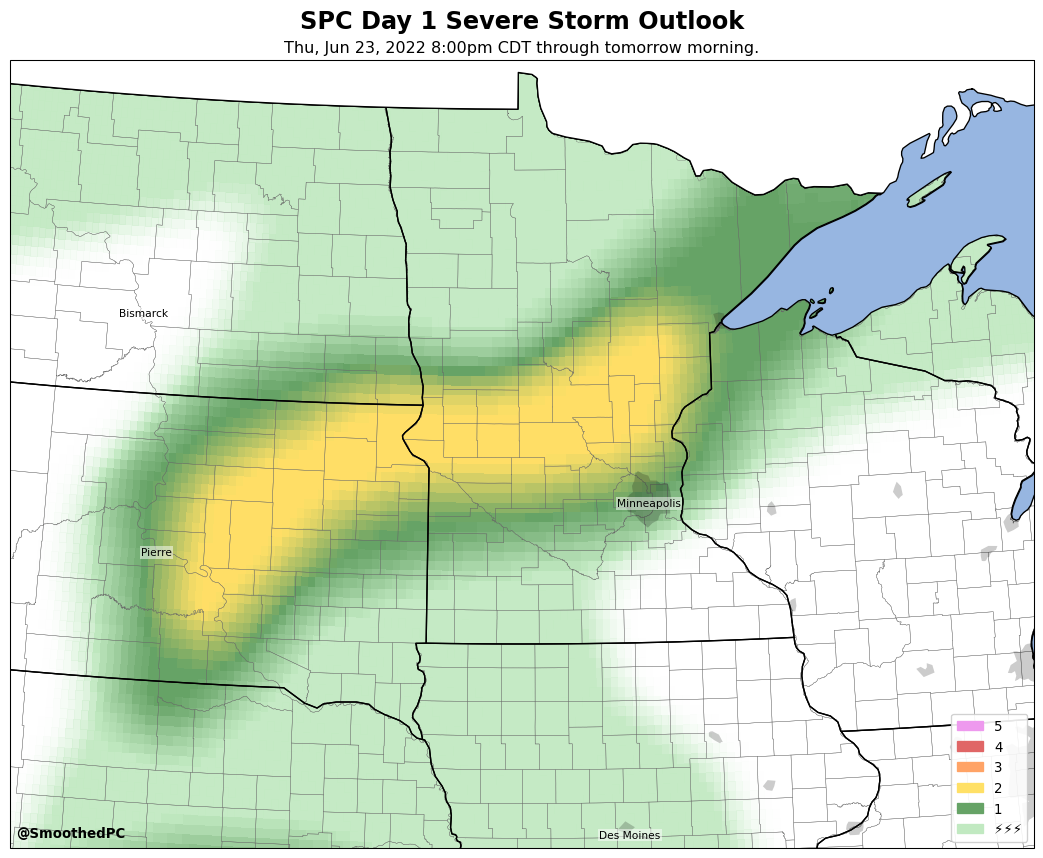 SPC Day 1 Severe Storm Outlook
Thu, Jun 23, 2022 8:00pm CDT through tomorrow morning.
Bismarck
Minneapolis
Pierre
Des Moines
5
4
3
2
1
⚡⚡⚡
@SmoothedPC